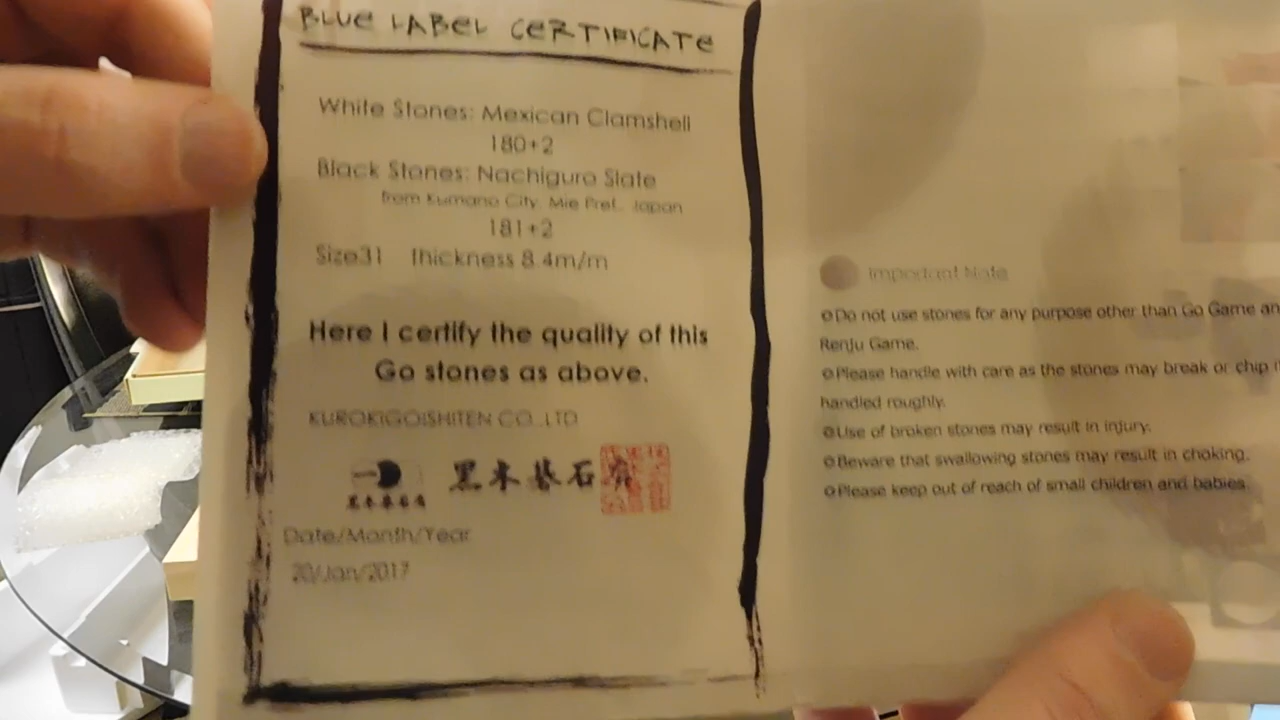 BLUE LABEL CERTIFICATE
White Stones: Mexican Clamshell
180+2
Black Stones: Nachiguro Slate
from Kumano City, Mie Pref., Japan
181+2
Size31 Thickness 8.4m/m
Here I certify the quality of this
Go stones as above.
KUROKIGOISHITEN CO.,LTD
黒木碁石店
黒木碁石店
Date/Month/Year
20/Jan/2017
Important Note
Do not use stones for any purpose other than Go Game an
Renju Game.
Please handle with care as the stones may break or chip
handled roughly.
Use of broken stones may result in injury.
Beware that swallowing stones may result in choking.
Please keep out of reach of small children and babies.